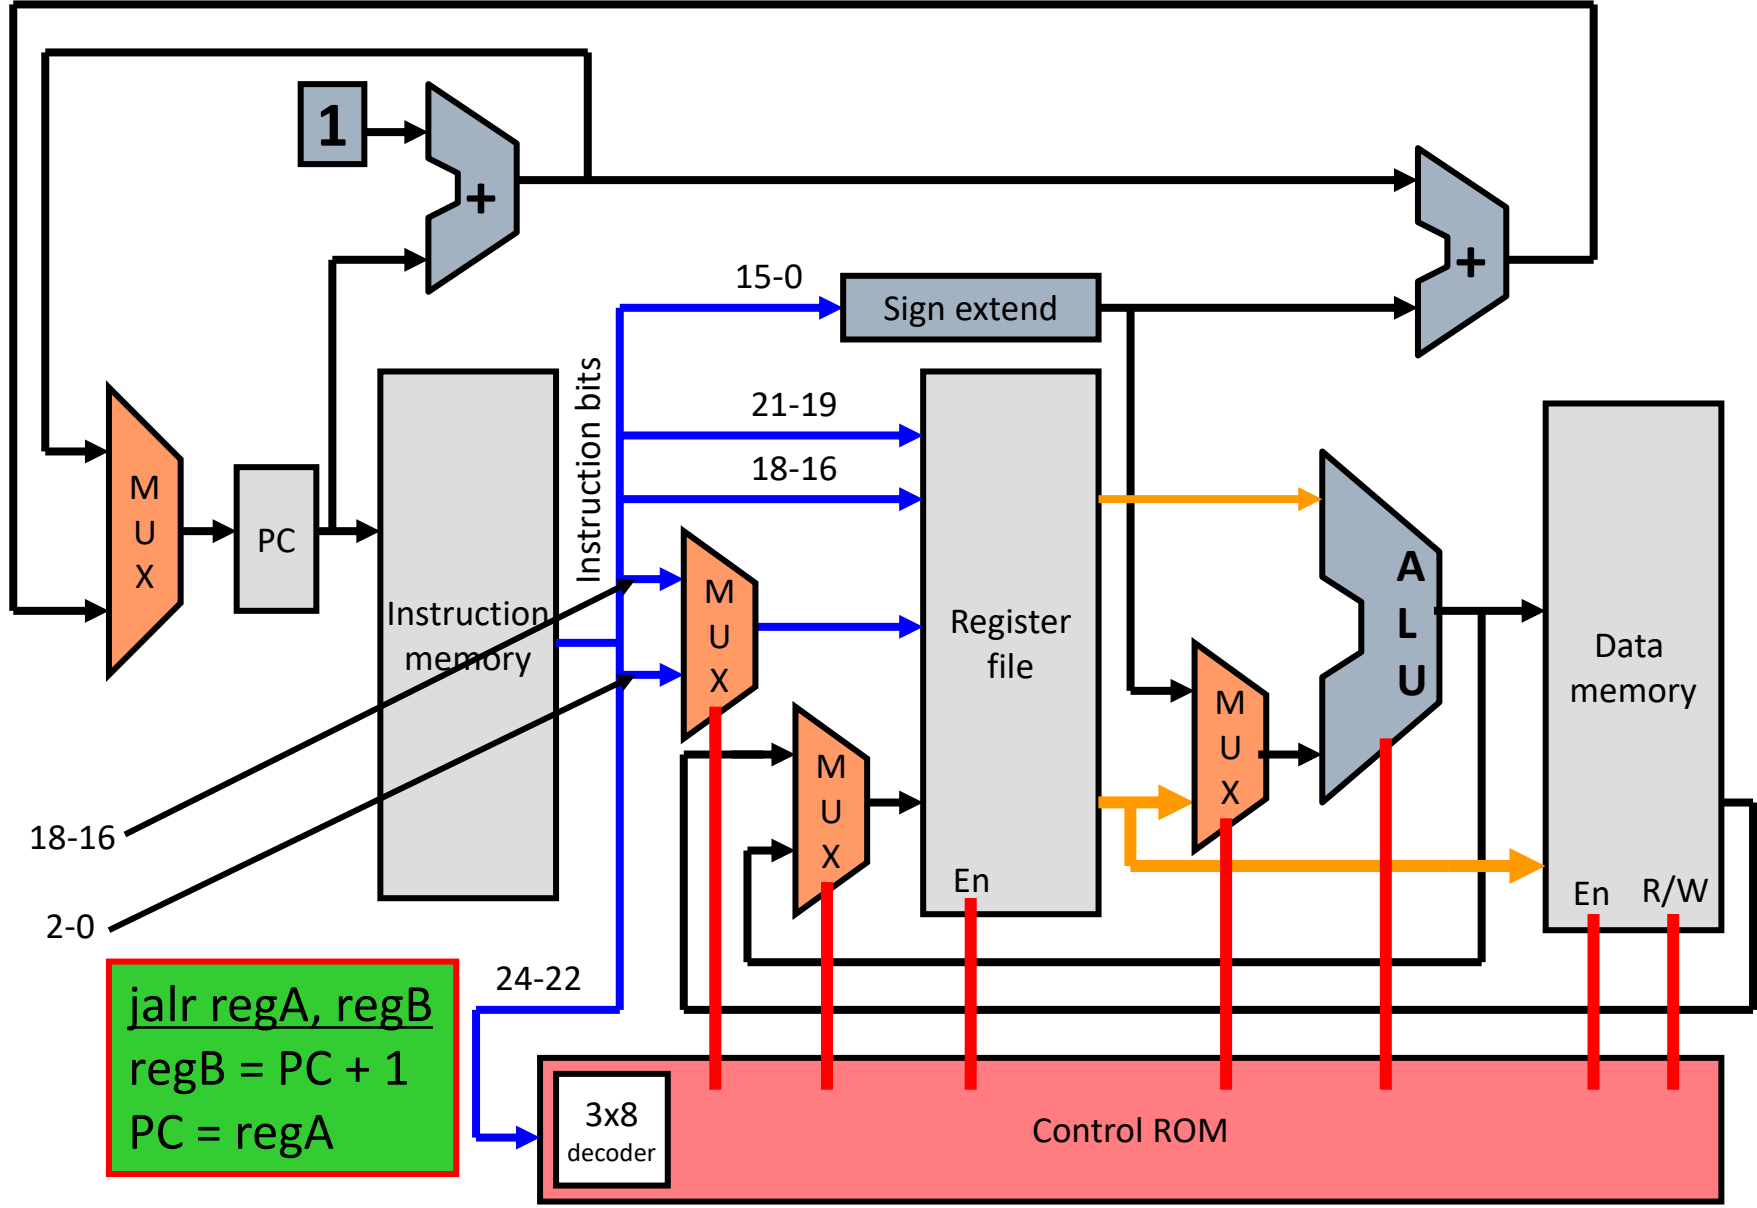 1
+
+
15-0
Sign extend
Instruction bits
21-19
18-16
M
U
X
PC
Instruction
memory
M
U
X
Register
file
A
L
U
Data
memory
M
U
X
M
U
X
18-16
2-0
En
En
R/W
24-22
jalr regA, regB
regB = PC + 1
PC = regA
3x8
decoder
Control ROM